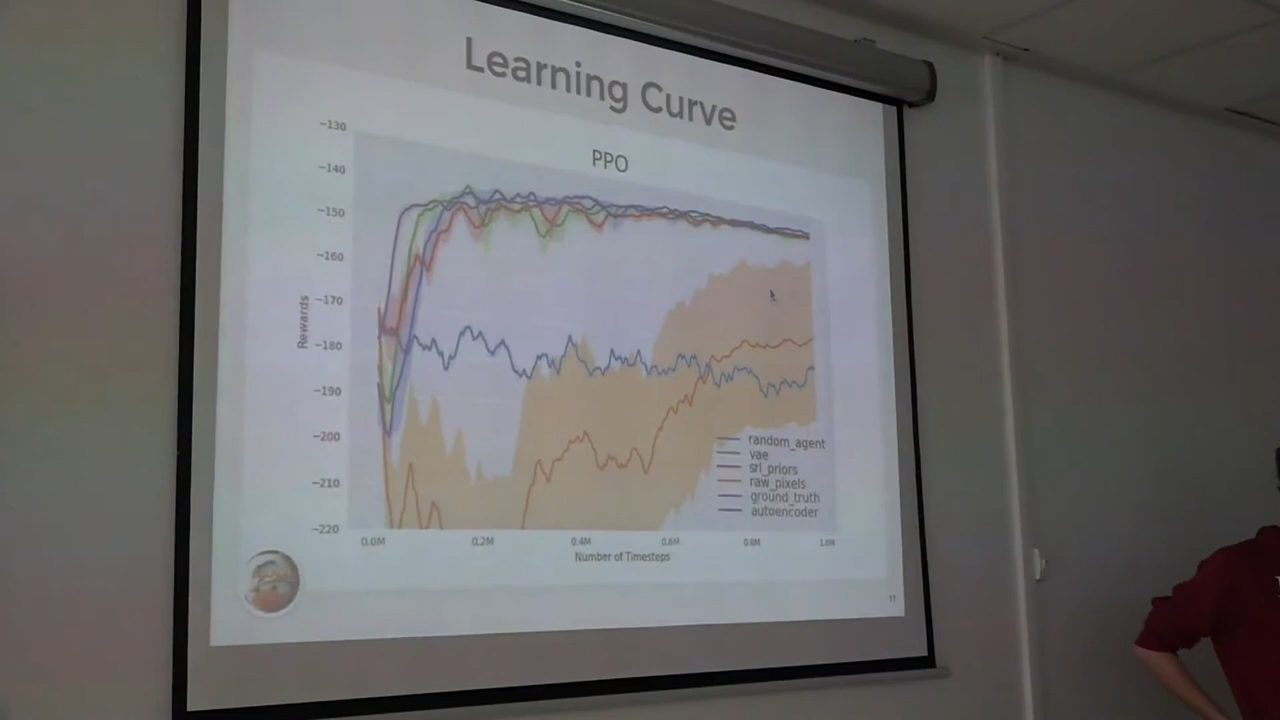 Learning Curve
PPO
−130
−140
−150
−160
−170
−180
−190
−200
−210
−220
Rewards
random_agent
vae
srl_priors
raw_pixels
ground_truth
autoencoder
0.0M 0.2M 0.4M 0.6M 0.8M 1.0M
Number of Timesteps
11